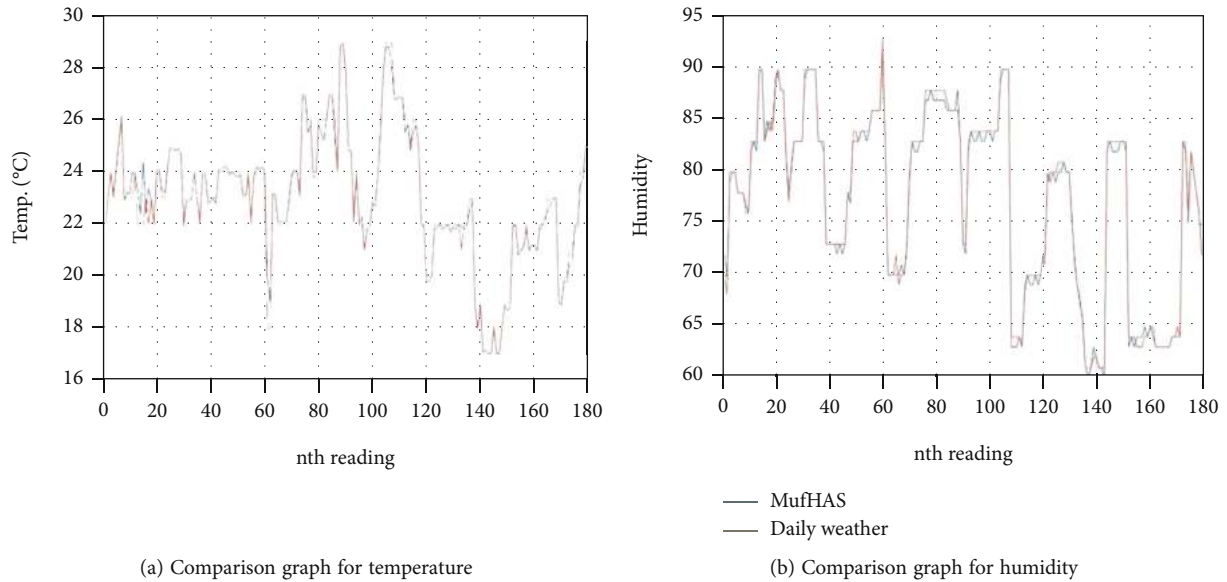 30
28
26
24
22
20
18
16
Temp. (°C)
0 20 40 60 80 100 120 140 160 180
nth reading
(a) Comparison graph for temperature
95
90
85
80
75
70
65
60
Humidity
0 20 40 60 80 100 120 140 160 180
nth reading
MufHAS
Daily weather
(b) Comparison graph for humidity